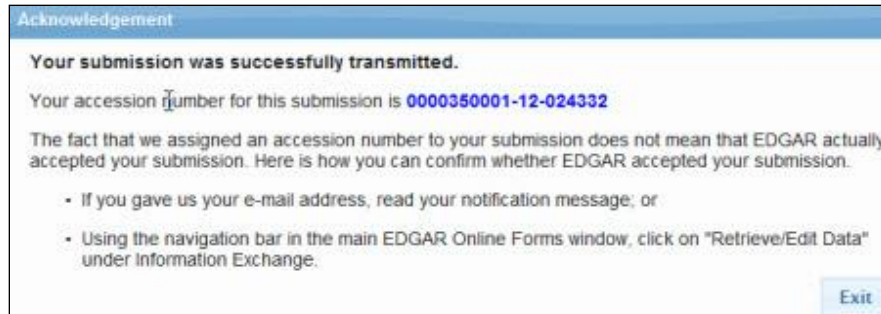 Acknowledgement
Your submission was successfully transmitted.
Your accession number for this submission is 0000350001-12-024332
The fact that we assigned an accession number to your submission does not mean that EDGAR actually
accepted your submission. Here is how you can confirm whether EDGAR accepted your submission.
• If you gave us your e-mail address, read your notification message; or
• Using the navigation bar in the main EDGAR Online Forms window, click on "Retrieve/Edit Data"
under Information Exchange.
Exit